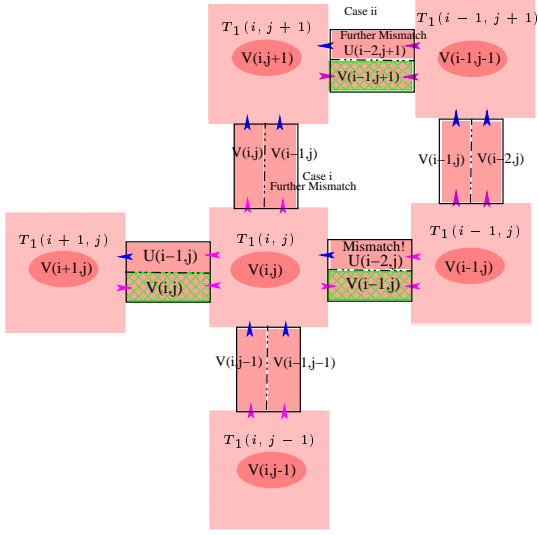 Case ii
T1(i, j + 1)
T1(i − 1, j + 1)
Further Mismatch
U(i−2,j+1)
V(i,j+1)
V(i-1,j-1)
V(i−1,j+1)
V(i,j)
V(i−1,j)
V(i−1,j)
V(i−2,j)
Case i
Further Mismatch
T1(i + 1, j)
T1(i, j)
T1(i − 1, j)
Mismatch!
U(i−1,j)
U(i−2,j)
V(i+1,j)
V(i,j)
V(i,j)
V(i−1,j)
V(i-1,j)
V(i,j−1)
V(i−1,j−1)
T1(i, j − 1)
V(i,j-1)